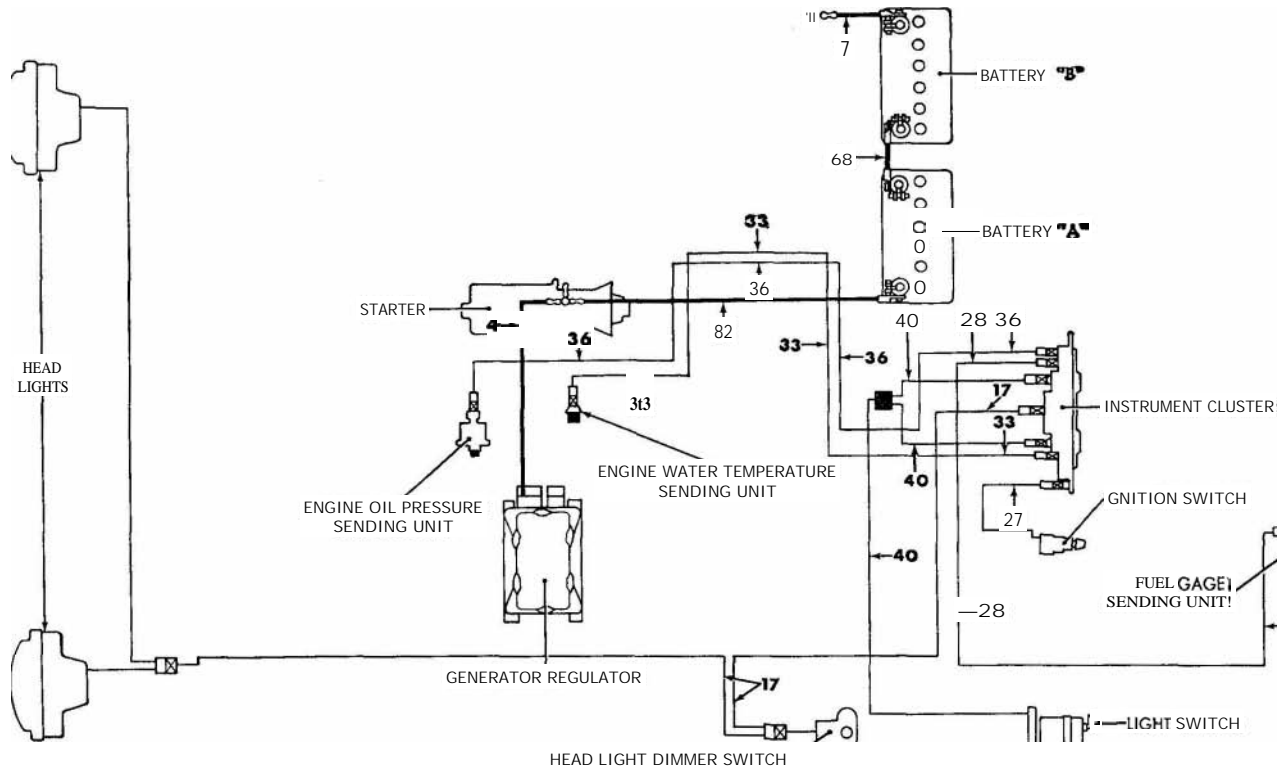 7
BATTERY "B"
68
33
BATTERY "A"
36
STARTER
82
4
40
28
36
36
33
36
HEAD
LIGHTS
17
3t3
INSTRUMENT CLUSTER
33
ENGINE WATER TEMPERATURE
SENDING UNIT
40
ENGINE OIL PRESSURE
SENDING UNIT
GNITION SWITCH
27
40
FUEL GAGE
SENDING UNIT!
—28
GENERATOR REGULATOR
17
LIGHT SWITCH
HEAD LIGHT DIMMER SWITCH